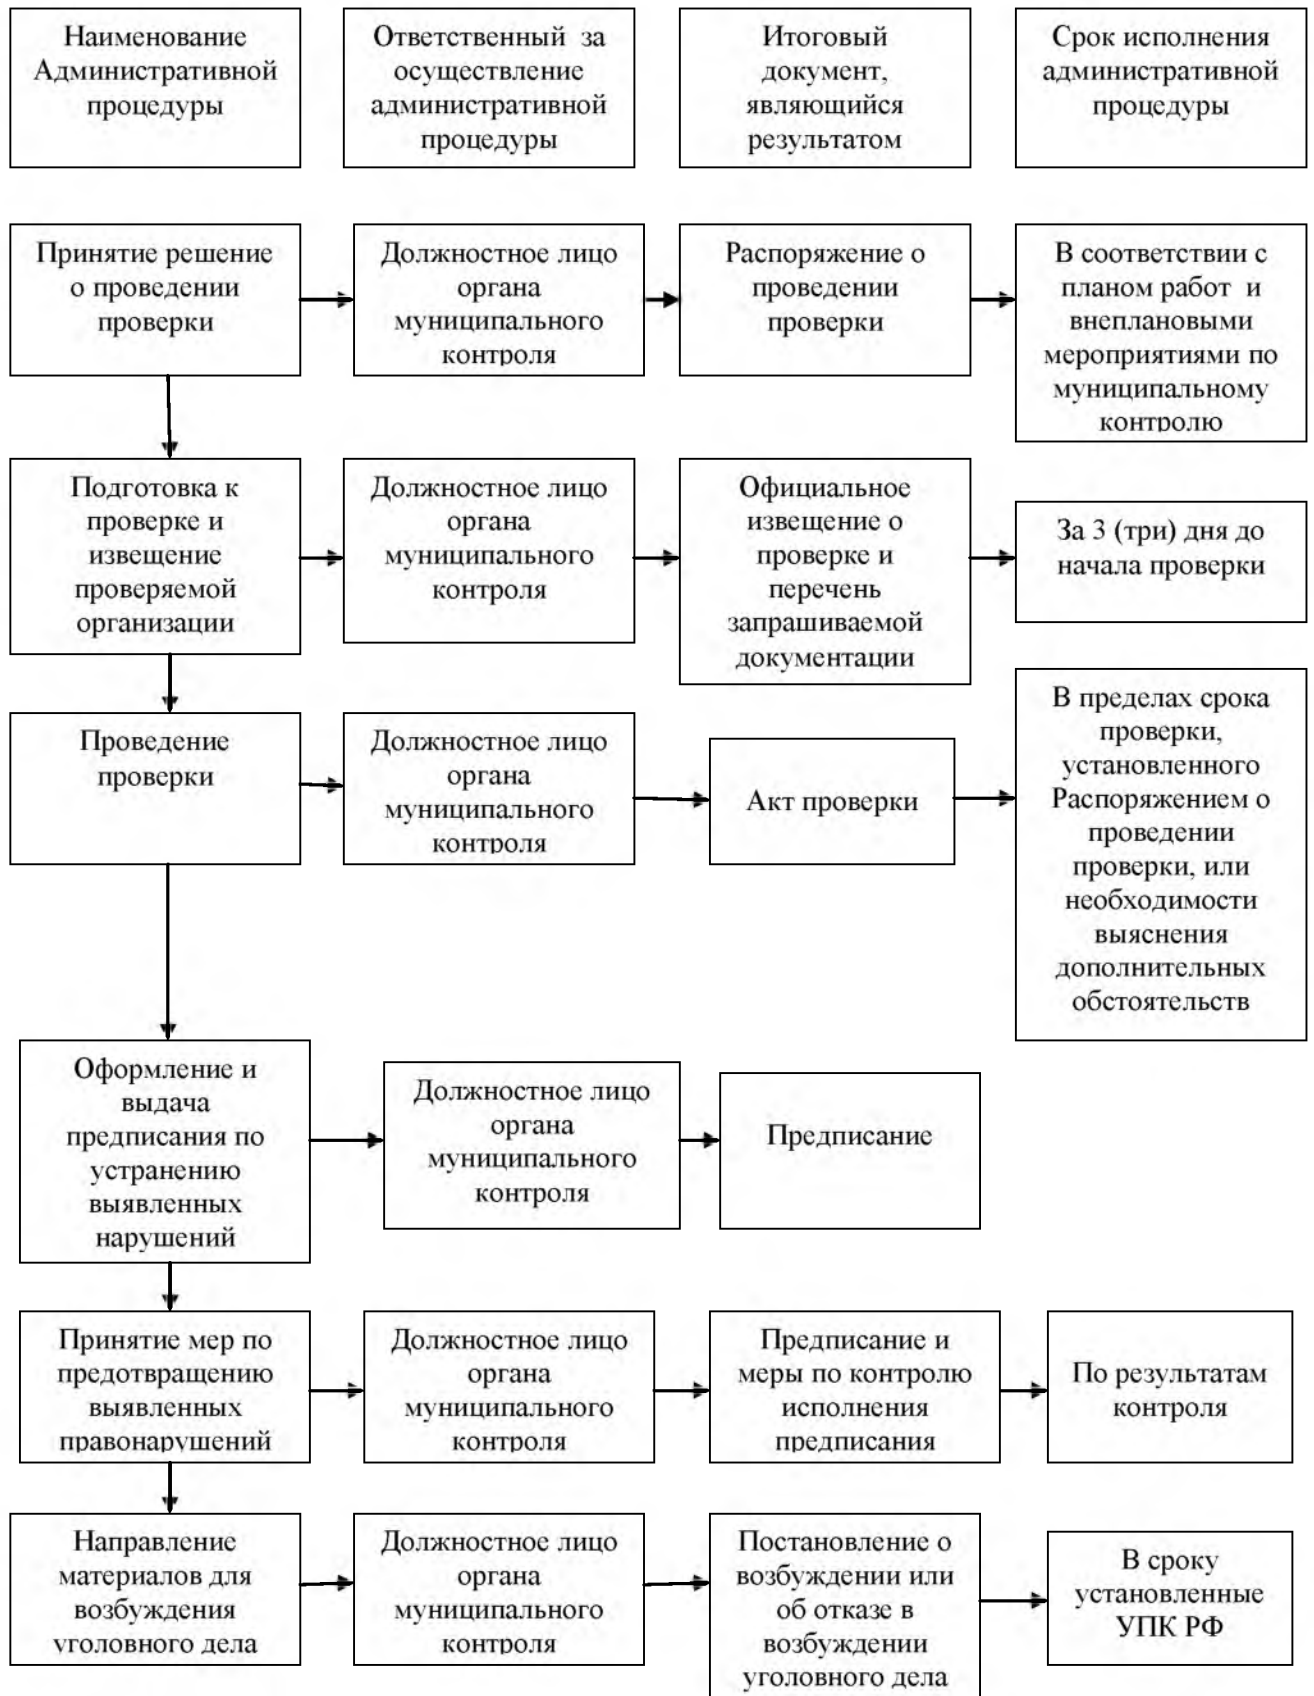 Наименование
Административной
процедуры
Ответственный за
осуществление
административной
процедуры
Итоговый
документ,
являющийся
результатом
Срок исполнения
административной
процедуры
Принятие решение
о проведении
проверки
Должностное лицо
органа
муниципального
контроля
Распоряжение о
проведении
проверки
В соответствии с
планом работ и
внеплановыми
мероприятиями по
муниципальному
контролю
Подготовка к
проверке и
извещение
проверяемой
организации
Должностное лицо
органа
муниципального
контроля
Официальное
извещение о
проверке и
перечень
запрашиваемой
документации
За 3 (три) дня до
начала проверки
Проведение
проверки
Должностное лицо
органа
муниципального
контроля
Акт проверки
В пределах срока
проверки,
установленного
Распоряжением о
проведении
проверки, или
необходимости
выяснения
дополнительных
обстоятельств
Оформление и
выдача
предписания по
устранению
выявленных
нарушений
Должностное лицо
органа
муниципального
контроля
Предписание
Принятие мер по
предотвращению
выявленных
правонарушений
Должностное лицо
органа
муниципального
контроля
Предписание и
меры по контролю
исполнения
предписания
По результатам
контроля
Направление
материалов для
возбуждения
уголовного дела
Должностное лицо
органа
муниципального
контроля
Постановление о
возбуждении или
об отказе в
возбуждении
уголовного дела
В сроку
установленные
УПК РФ